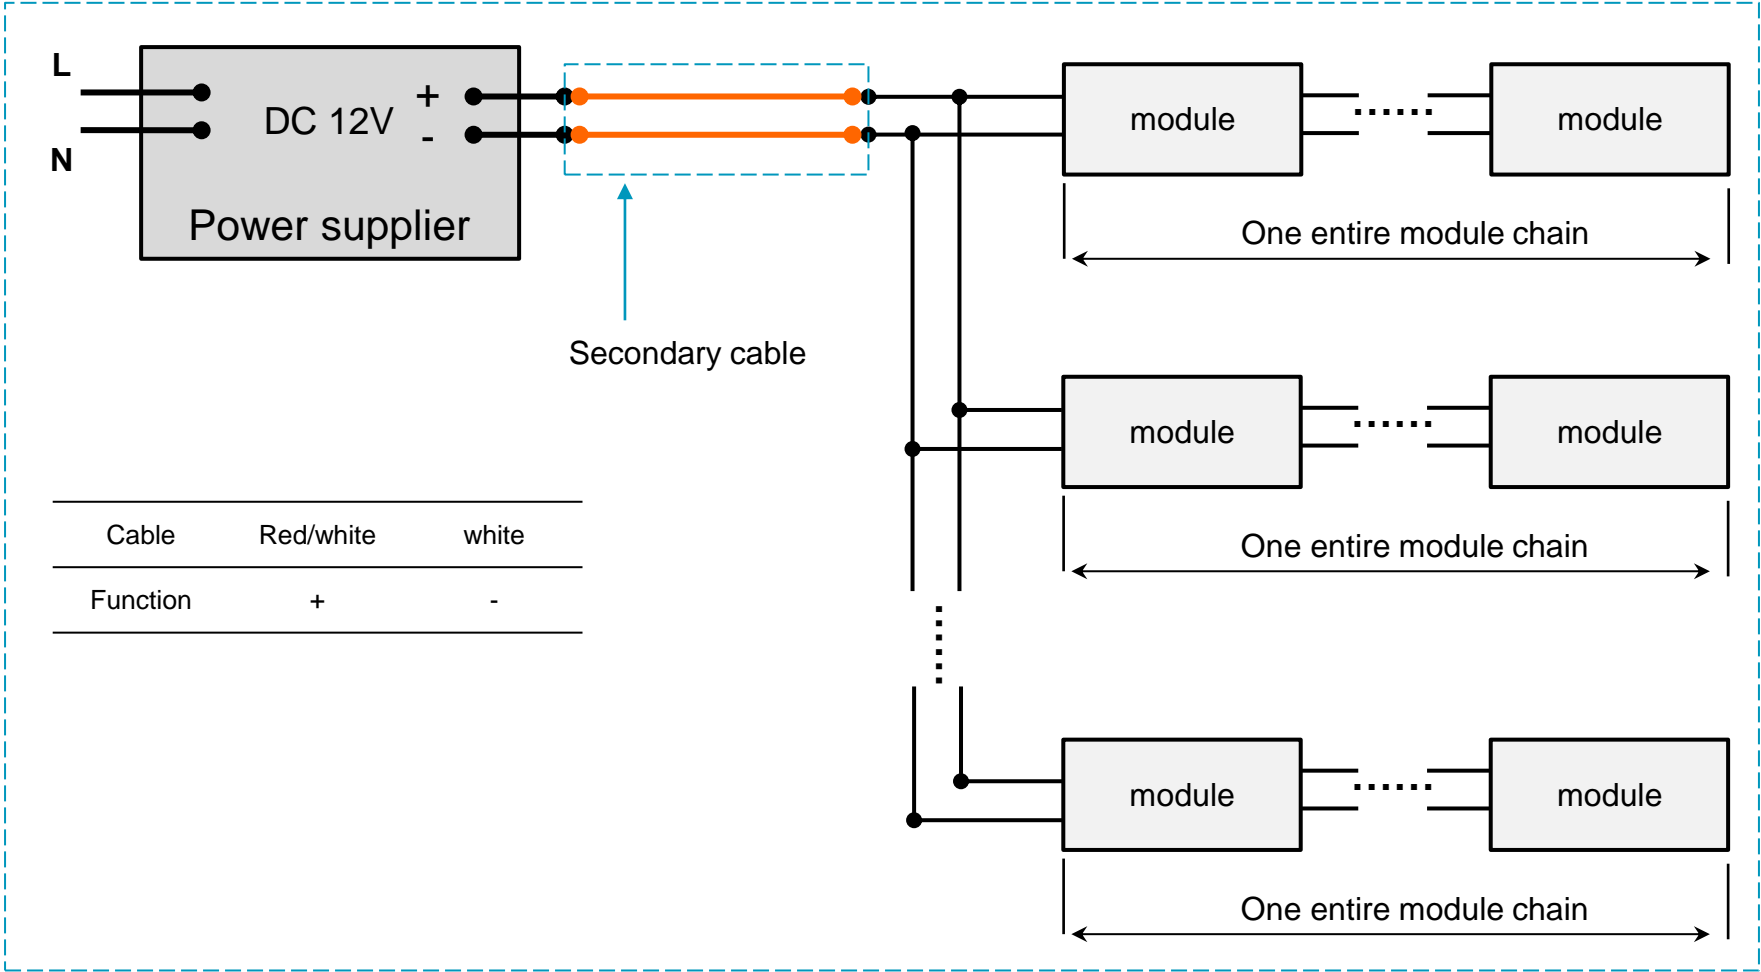 L
N
DC 12V
+
-
Power supplier
Secondary cable
module
module
One entire module chain
module
module
One entire module chain
Cable Red/white white
Function + -
module
module
One entire module chain